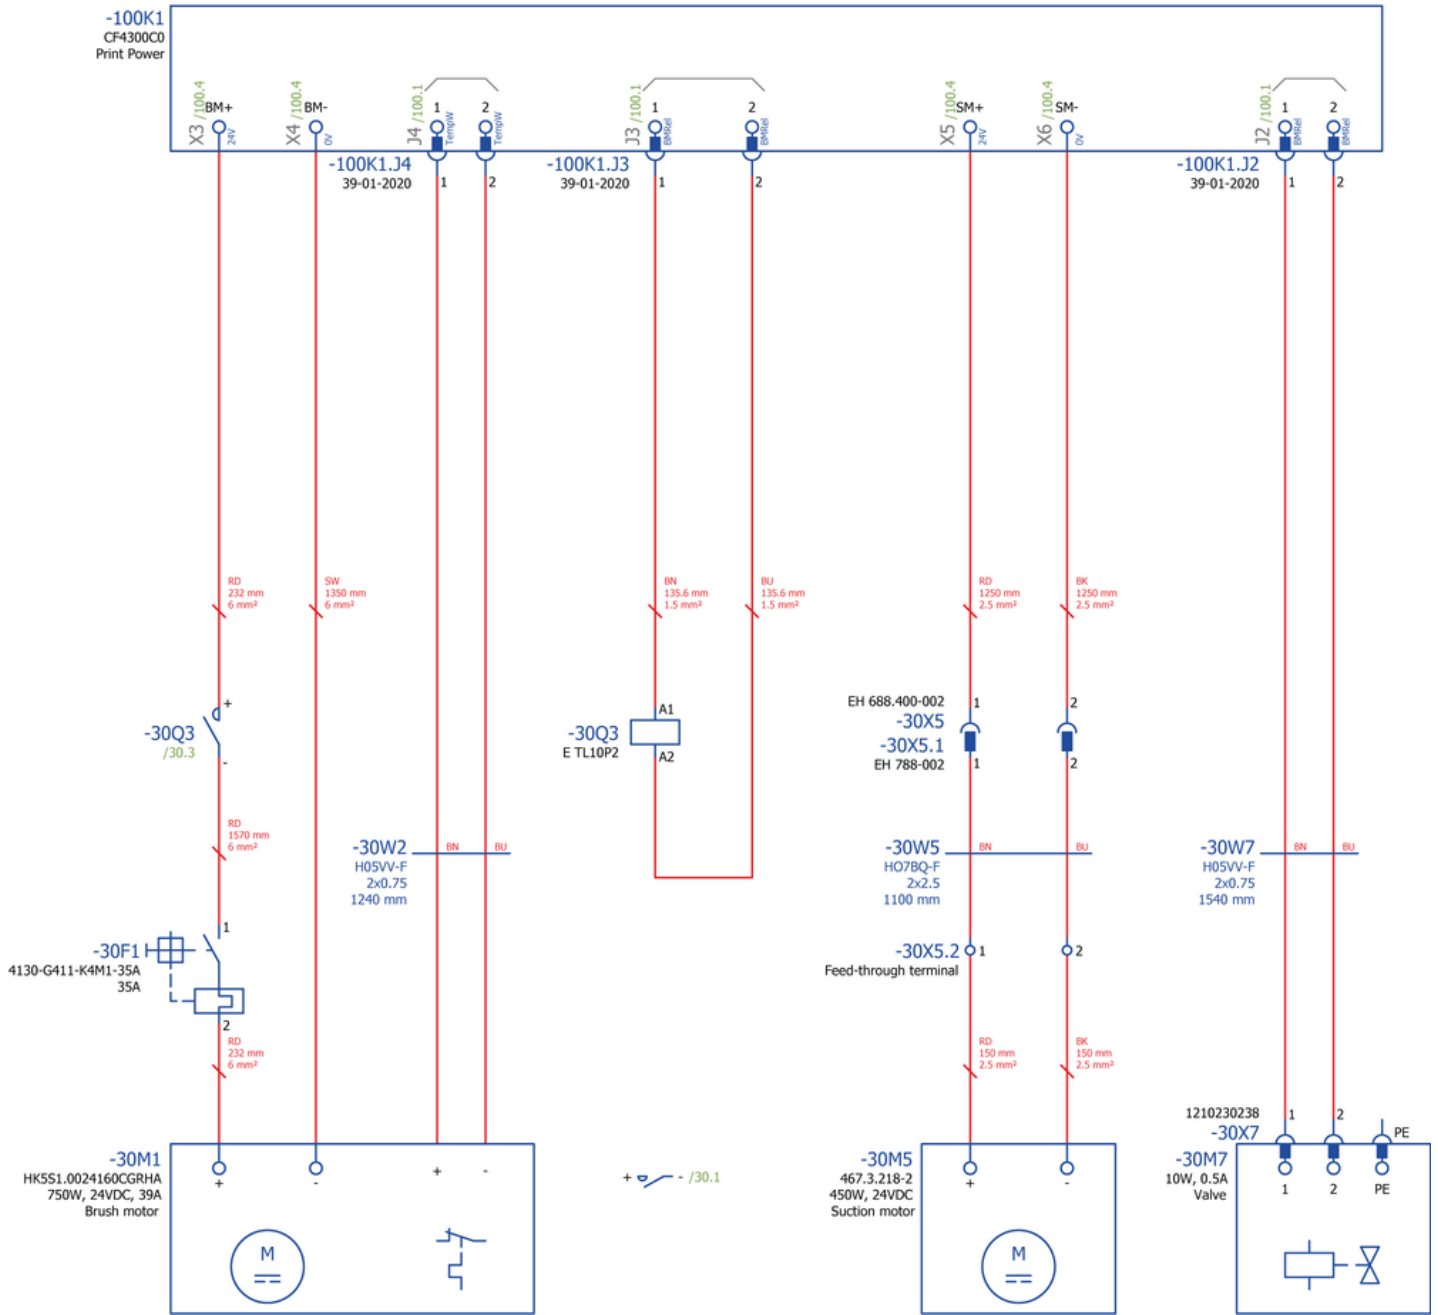 -100K1
CF4300C0
Print Power
X3 /100.4
BM+
24V
X4 /100.4
BM-
0V
J4 /100.1
1
TempW
2
TempW
J3 /100.1
1
BMRel
2
BMRel
X5 /100.4
SM+
24V
X6 /100.4
SM-
0V
J2 /100.1
1
BMRel
2
BMRel
-100K1.J4
39-01-2020
1
2
-100K1.J3
39-01-2020
1
2
-100K1.J2
39-01-2020
1
2
RD
232 mm
6 mm²
SW
1350 mm
6 mm²
BN
135.6 mm
1.5 mm²
BU
135.6 mm
1.5 mm²
RD
1250 mm
2.5 mm²
BK
1250 mm
2.5 mm²
+
-30Q3
/30.3
-
A1
-30Q3
E TL10P2
A2
EH 688.400-002
1
2
-30X5
-30X5.1
EH 788-002
1
2
RD
1570 mm
6 mm²
-30W2
H05VV-F
2x0.75
1240 mm
BN
BU
-30W5
HO7BQ-F
2x2.5
1100 mm
BN
BU
-30W7
H05VV-F
2x0.75
1540 mm
BN
BU
1
-30F1
4130-G411-K4M1-35A
35A
2
-30X5.2
Feed-through terminal
1
2
RD
232 mm
6 mm²
RD
150 mm
2.5 mm²
BK
150 mm
2.5 mm²
-30M1
HK5S1.0024160CGRHA
750W, 24VDC, 39A
Brush motor
+
-
+
-
M
+ - /30.1
-30M5
467.3.218-2
450W, 24VDC
Suction motor
+
-
M
1210230238
-30X7
1
2
PE
-30M7
10W, 0.5A
Valve
1
2
PE